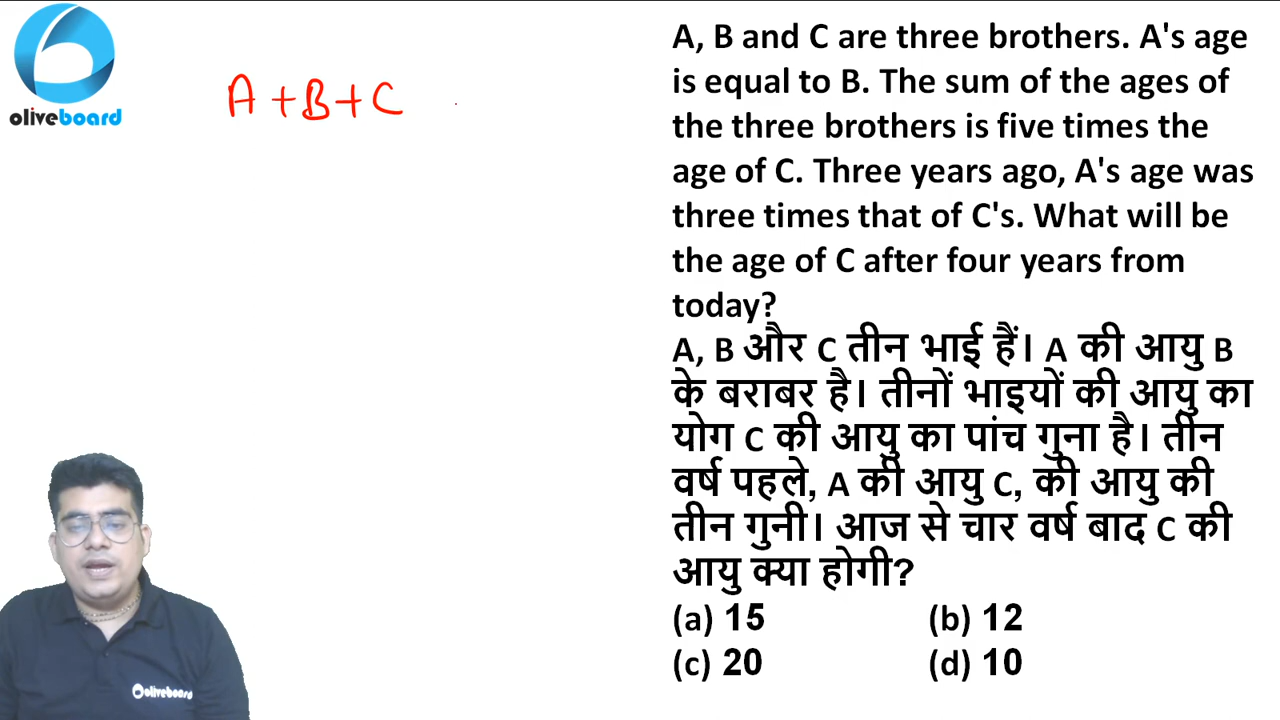 oliveboard
A+B+C
A, B and C are three brothers. A's age
is equal to B. The sum of the ages of
the three brothers is five times the
age of C. Three years ago, A's age was
three times that of C's. What will be
the age of C after four years from
today?
A, B और C तीन भाई हैं। A की आयु B
के बराबर है। तीनों भाइयों की आयु का
योग C की आयु का पांच गुना है। तीन
वर्ष पहले, A की आयु C, की आयु की
तीन गुनी। आज से चार वर्ष बाद C की
आयु क्या होगी?
(a) 15 (b) 12
(c) 20 (d) 10
oliveboard